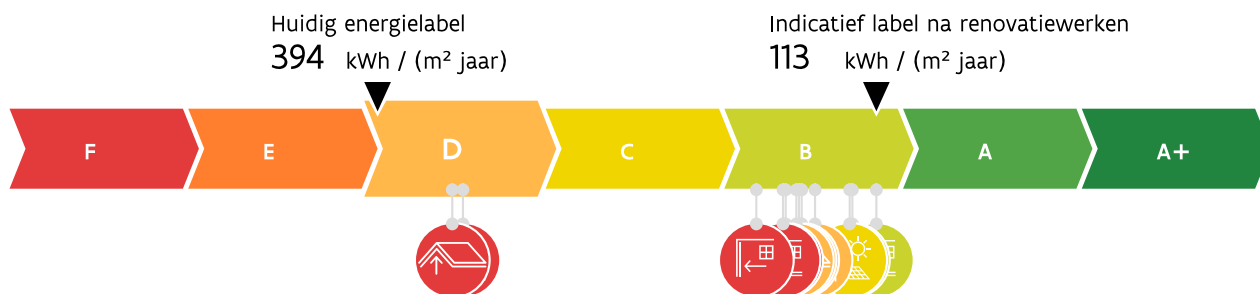 Huidig energielabel
394 kWh / (m² jaar)
Indicatief label na renovatiewerken
113 kWh / (m² jaar)
F E D C B A A+